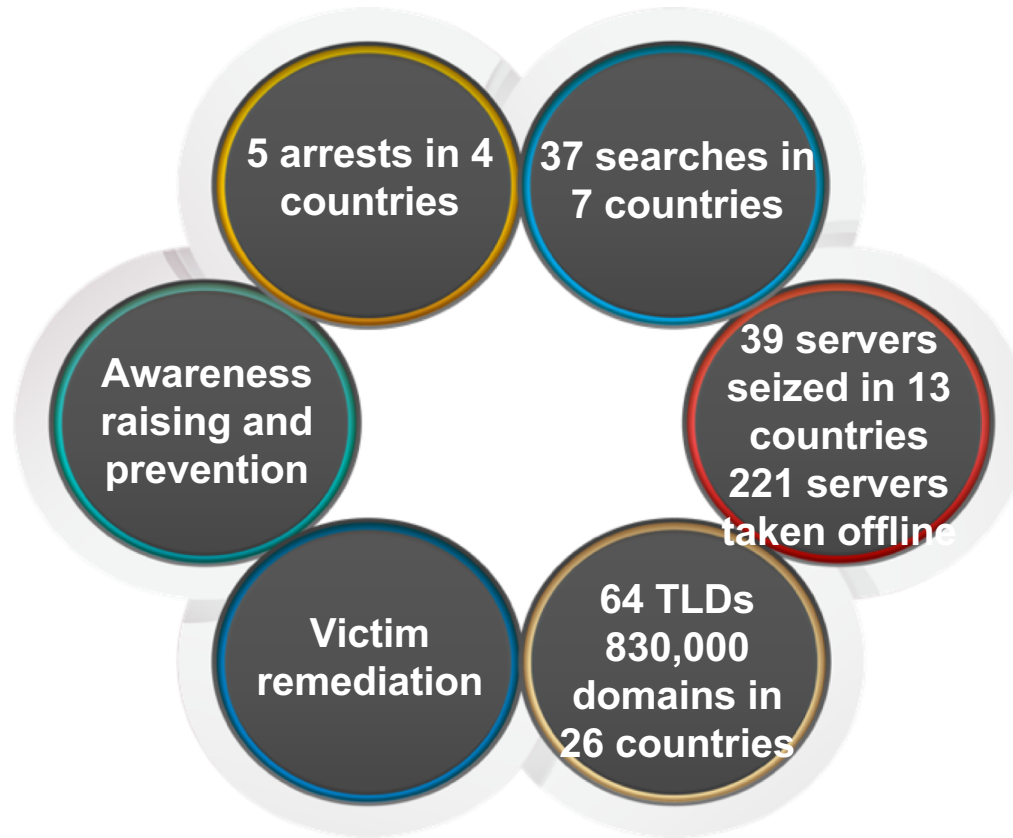 5 arrests in 4
countries
37 searches in
7 countries
39 servers
seized in 13
countries
221 servers
taken offline
64 TLDs
830,000
domains in
26 countries
Victim
remediation
Awareness
raising and
prevention